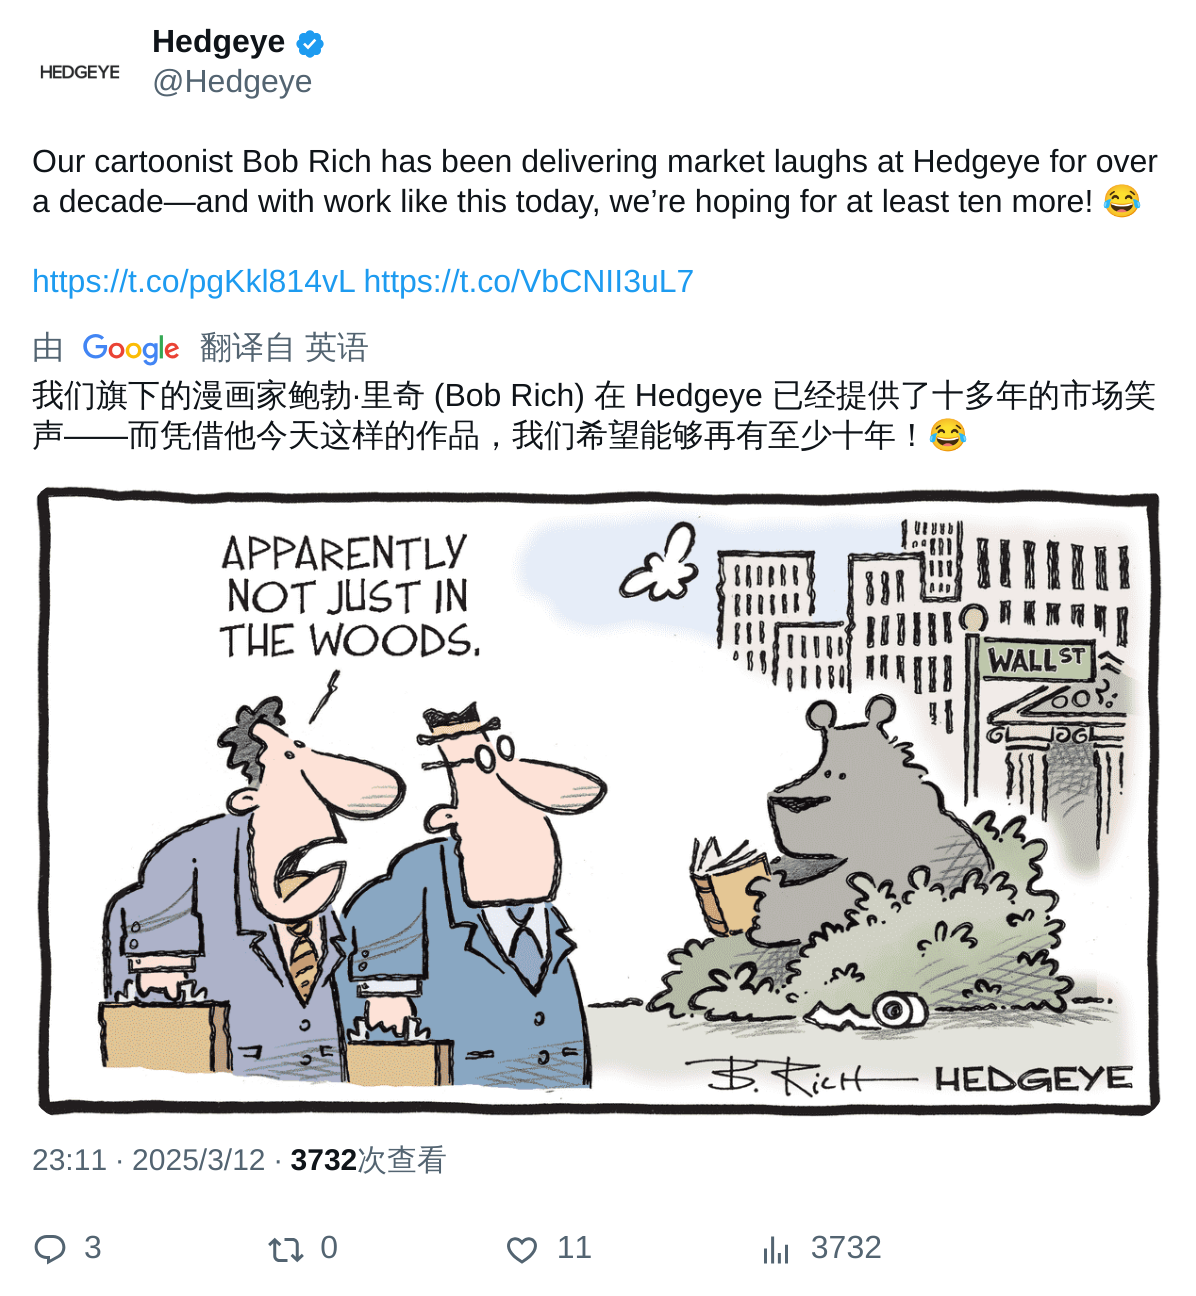 Hedgeye
HEDGEYE
@Hedgeye
Our cartoonist Bob Rich has been delivering market laughs at Hedgeye for over
a decade—and with work like this today, we’re hoping for at least ten more! 😂
https://t.co/pgKkl814vL https://t.co/VbCNII3uL7
由 Google 翻译自 英语
我们旗下的漫画家鲍勃·里奇 (Bob Rich) 在 Hedgeye 已经提供了十多年的市场笑
声——而凭借他今天这样的作品，我们希望能够再有至少十年！😂
APPARENTLY
NOT JUST IN
THE WOODS.
WALL ST
B. RICH HEDGEYE
23:11 · 2025/3/12 · 3732次查看
3 0 11 3732